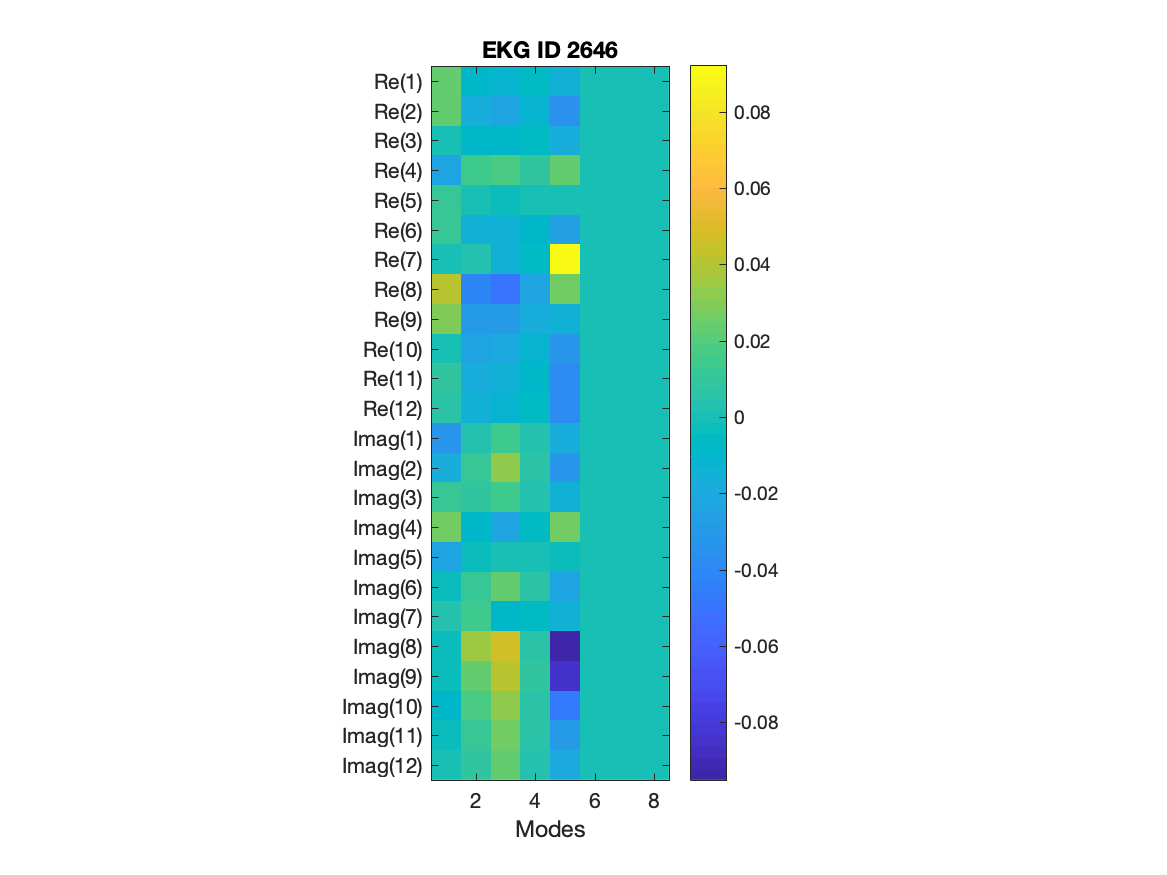 EKG ID 2646
Re(1)
Re(2)
Re(3)
Re(4)
Re(5)
Re(6)
Re(7)
Re(8)
Re(9)
Re(10)
Re(11)
Re(12)
Imag(1)
Imag(2)
Imag(3)
Imag(4)
Imag(5)
Imag(6)
Imag(7)
Imag(8)
Imag(9)
Imag(10)
Imag(11)
Imag(12)
2 4 6 8
Modes
0.08
0.06
0.04
0.02
0
-0.02
-0.04
-0.06
-0.08